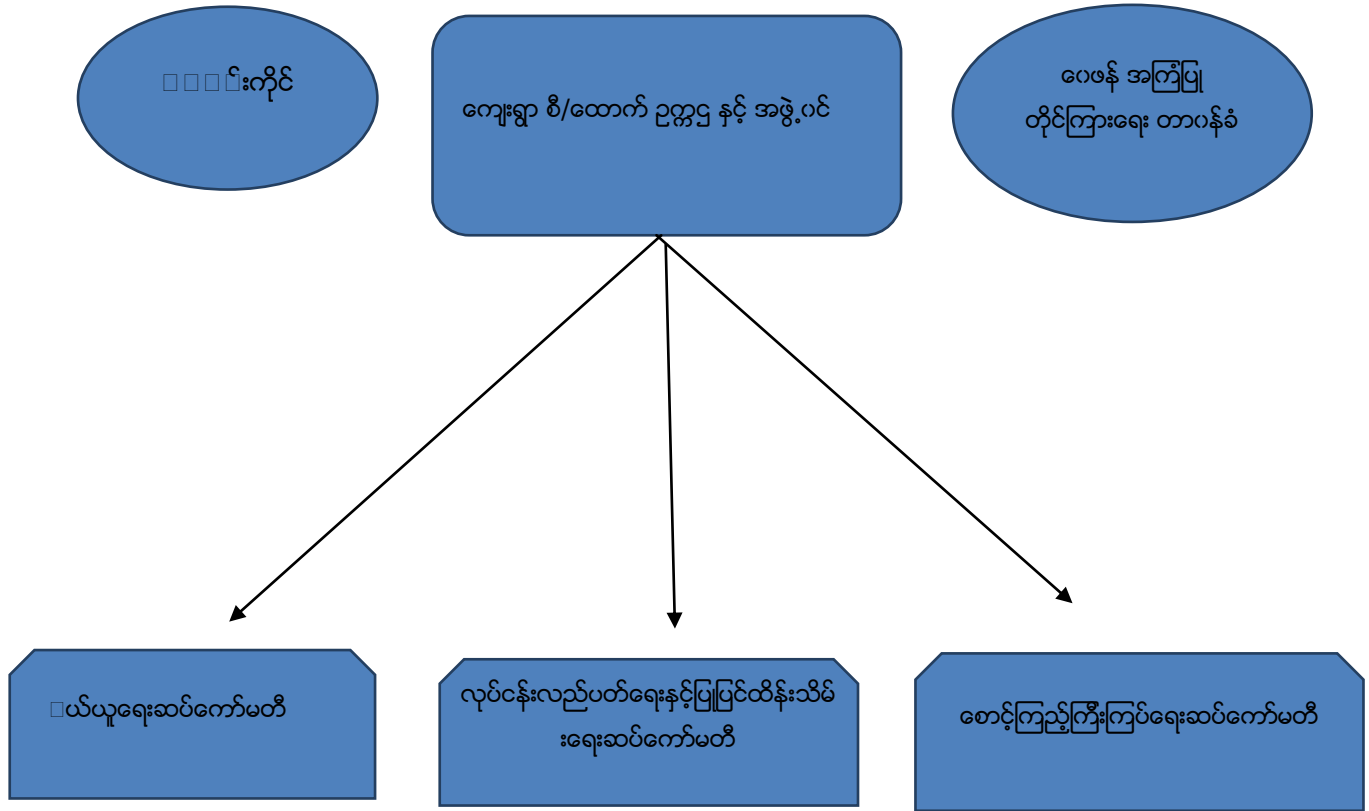 □□□်းကိုင်
ကျေးရွာ စီ/ထောက် ဥက္ကဌ နှင့် အဖွဲ့ဝင်
ဝေဖန် အကြံပြု
တိုင်ကြားရေး တာဝန်ခံ
□ယ်ယူရေးဆပ်ကော်မတီ
လုပ်ငန်းလည်ပတ်ရေးနှင့်ပြုပြင်ထိန်းသိမ်
းရေးဆပ်ကော်မတီ
စောင့်ကြည့်ကြီးကြပ်ရေးဆပ်ကော်မတီ